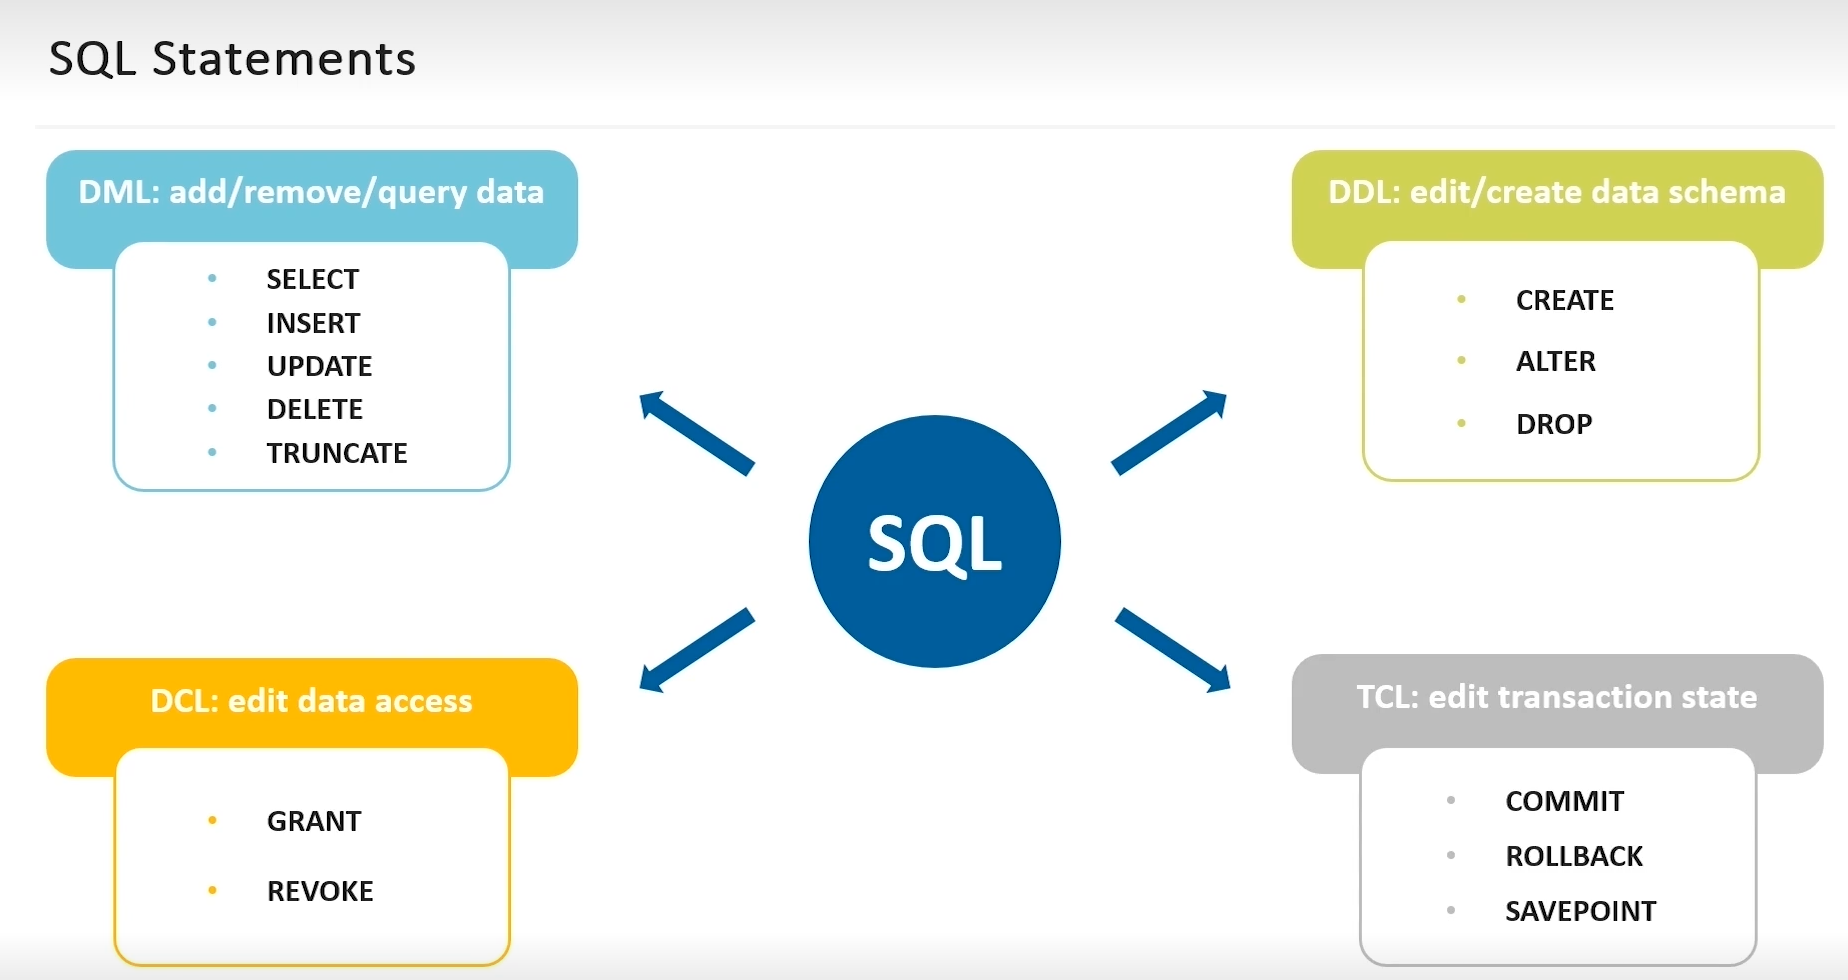 SQL Statements
DML: add/remove/query data
• SELECT
• INSERT
• UPDATE
• DELETE
• TRUNCATE
DDL: edit/create data schema
• CREATE
• ALTER
• DROP
SQL
DCL: edit data access
• GRANT
• REVOKE
TCL: edit transaction state
• COMMIT
• ROLLBACK
• SAVEPOINT